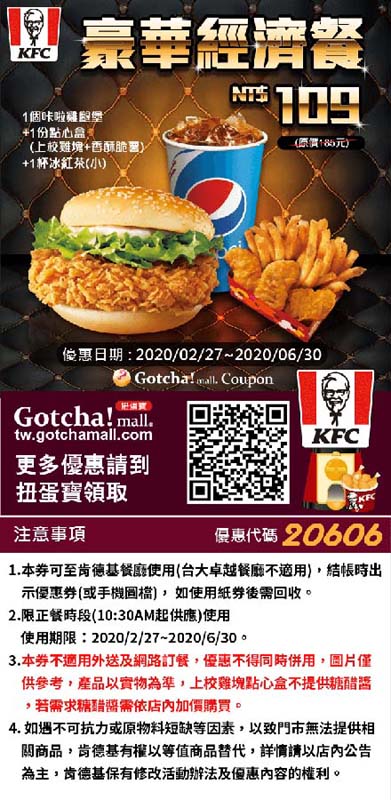 KFC
豪華經濟餐
NT$ 109
(原價185元)
1個咔啦雞腿堡
+1份點心盒
(上校雞塊+香酥脆薯)
+1杯冰紅茶(小)
優惠日期：2020/02/27~2020/06/30
Gotcha! mall. Coupon
Gotcha! mall.
扭蛋寶
tw.gotchamall.com
更多優惠請到
扭蛋寶領取
KFC
KFC
注意事項
優惠代碼 20606
1.本券可至肯德基餐廳使用(台大卓越餐廳不適用)，結帳時出
示優惠券(或手機圖檔)，如使用紙券後需回收。
2.限正餐時段(10:30AM起供應)使用
使用期限：2020/2/27~2020/6/30。
3.本券不適用外送及網路訂餐，優惠不得同時併用，圖片僅
供參考，產品以實物為準，上校雞塊點心盒不提供糖醋醬
，若需求糖醋醬需依店內加價購買。
4.如遇不可抗力或原物料短缺等因素，以致門市無法提供相
關商品，肯德基有權以等值商品替代，詳情請以店內公告
為主，肯德基保有修改活動辦法及優惠內容的權利。